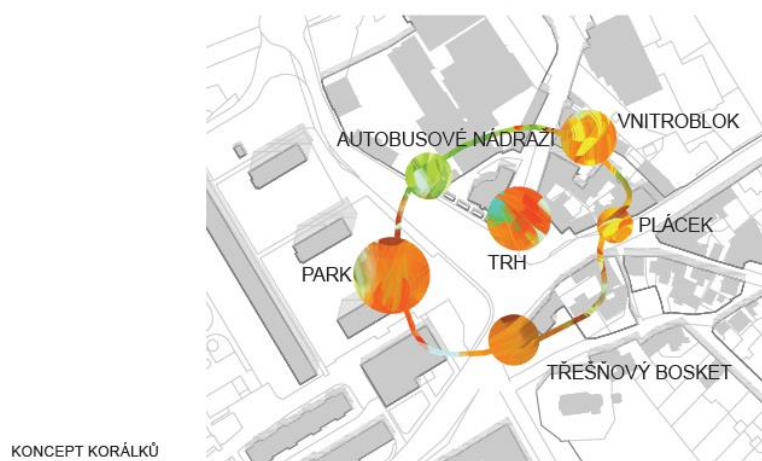 VNITROBLOK
AUTOBUSOVÉ NÁDRAŽÍ
PLÁCEK
TRH
PARK
TŘEŠŇOVÝ BOSKET
KONCEPT KORÁLKŮ